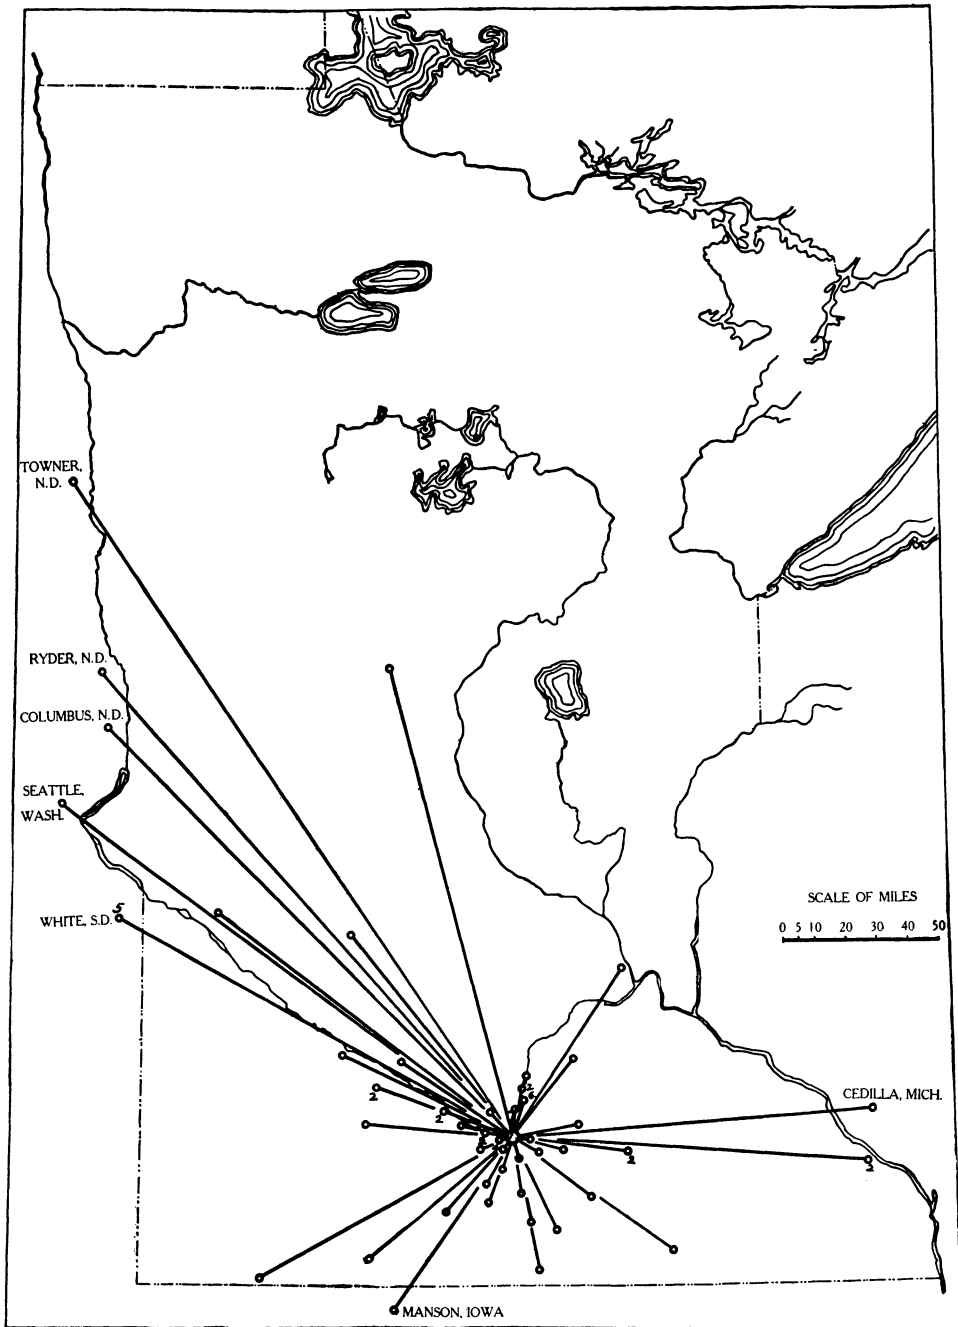 TOWNER,
N.D.
RYDER, N.D.
COLUMBUS, N.D.
SEATTLE,
WASH.
5
WHITE, S.D.
SCALE OF MILES
0 5 10 20 30 40 50
2
2
2
CEDILLA, MICH.
2
MANSON, IOWA